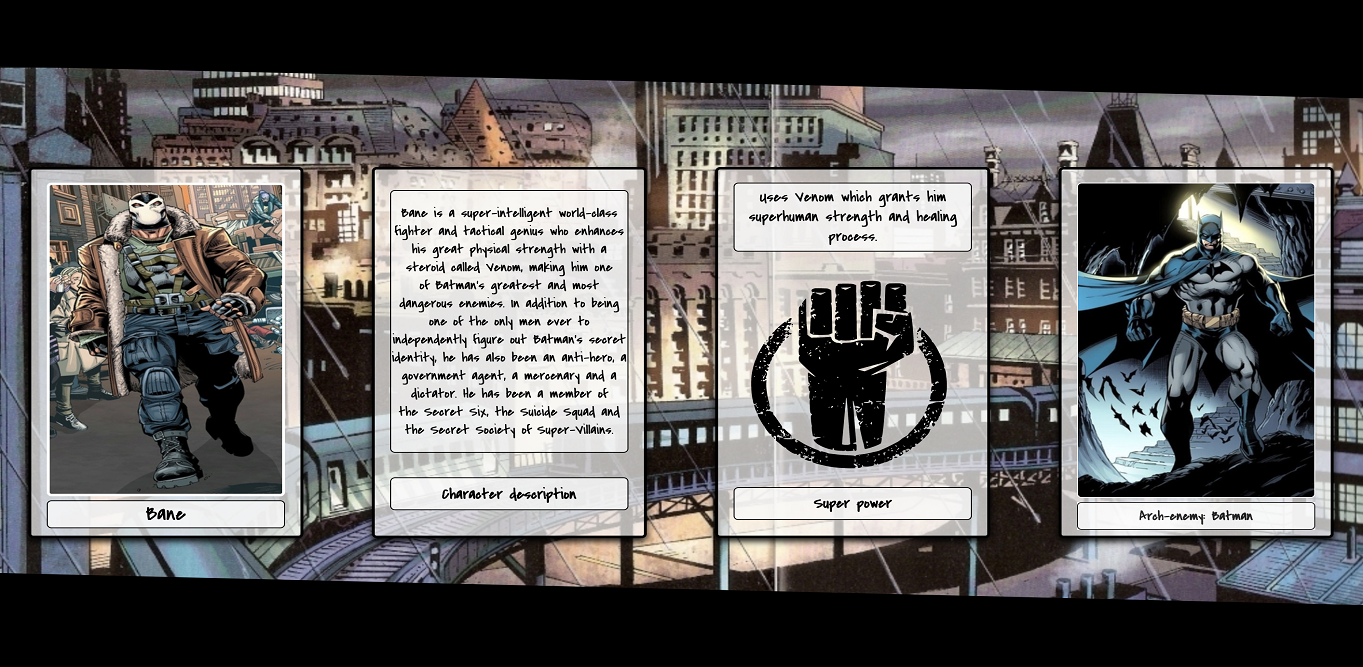 Bane
Bane is a super-intelligent world-class
fighter and tactical genius who enhances
his great physical strength with a
steroid called Venom, making him one
of Batman's greatest and most
dangerous enemies. In addition to being
one of the only men ever to
independently figure out Batman's secret
identity, he has also been an anti-hero, a
government agent, a mercenary and a
dictator. He has been a member of
the Secret Six, the Suicide Squad and
the Secret Society of Super-Villains.
Character description
Uses Venom which grants him
superhuman strength and healing
process.
Super power
Arch-enemy: Batman